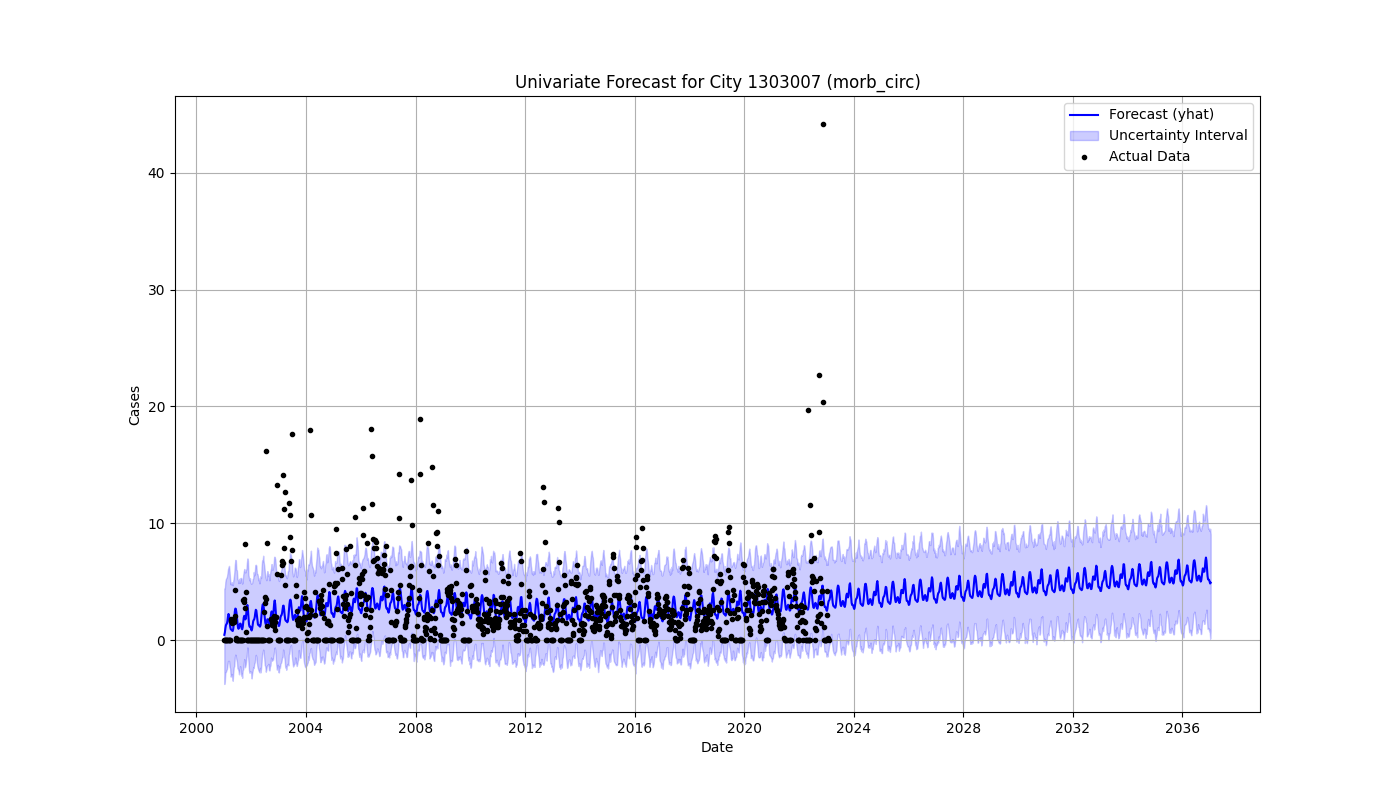 Univariate Forecast for City 1303007 (morb_circ)
Forecast (yhat)
Uncertainty Interval
Actual Data
Cases
40
30
20
10
0
2000 2004 2008 2012 2016 2020 2024 2028 2032 2036
Date